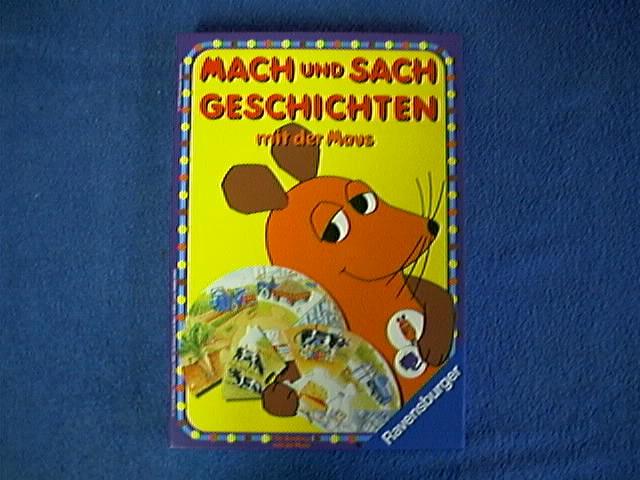 MACH UND SACH
GESCHICHTEN
mit der Maus
Ravensburger